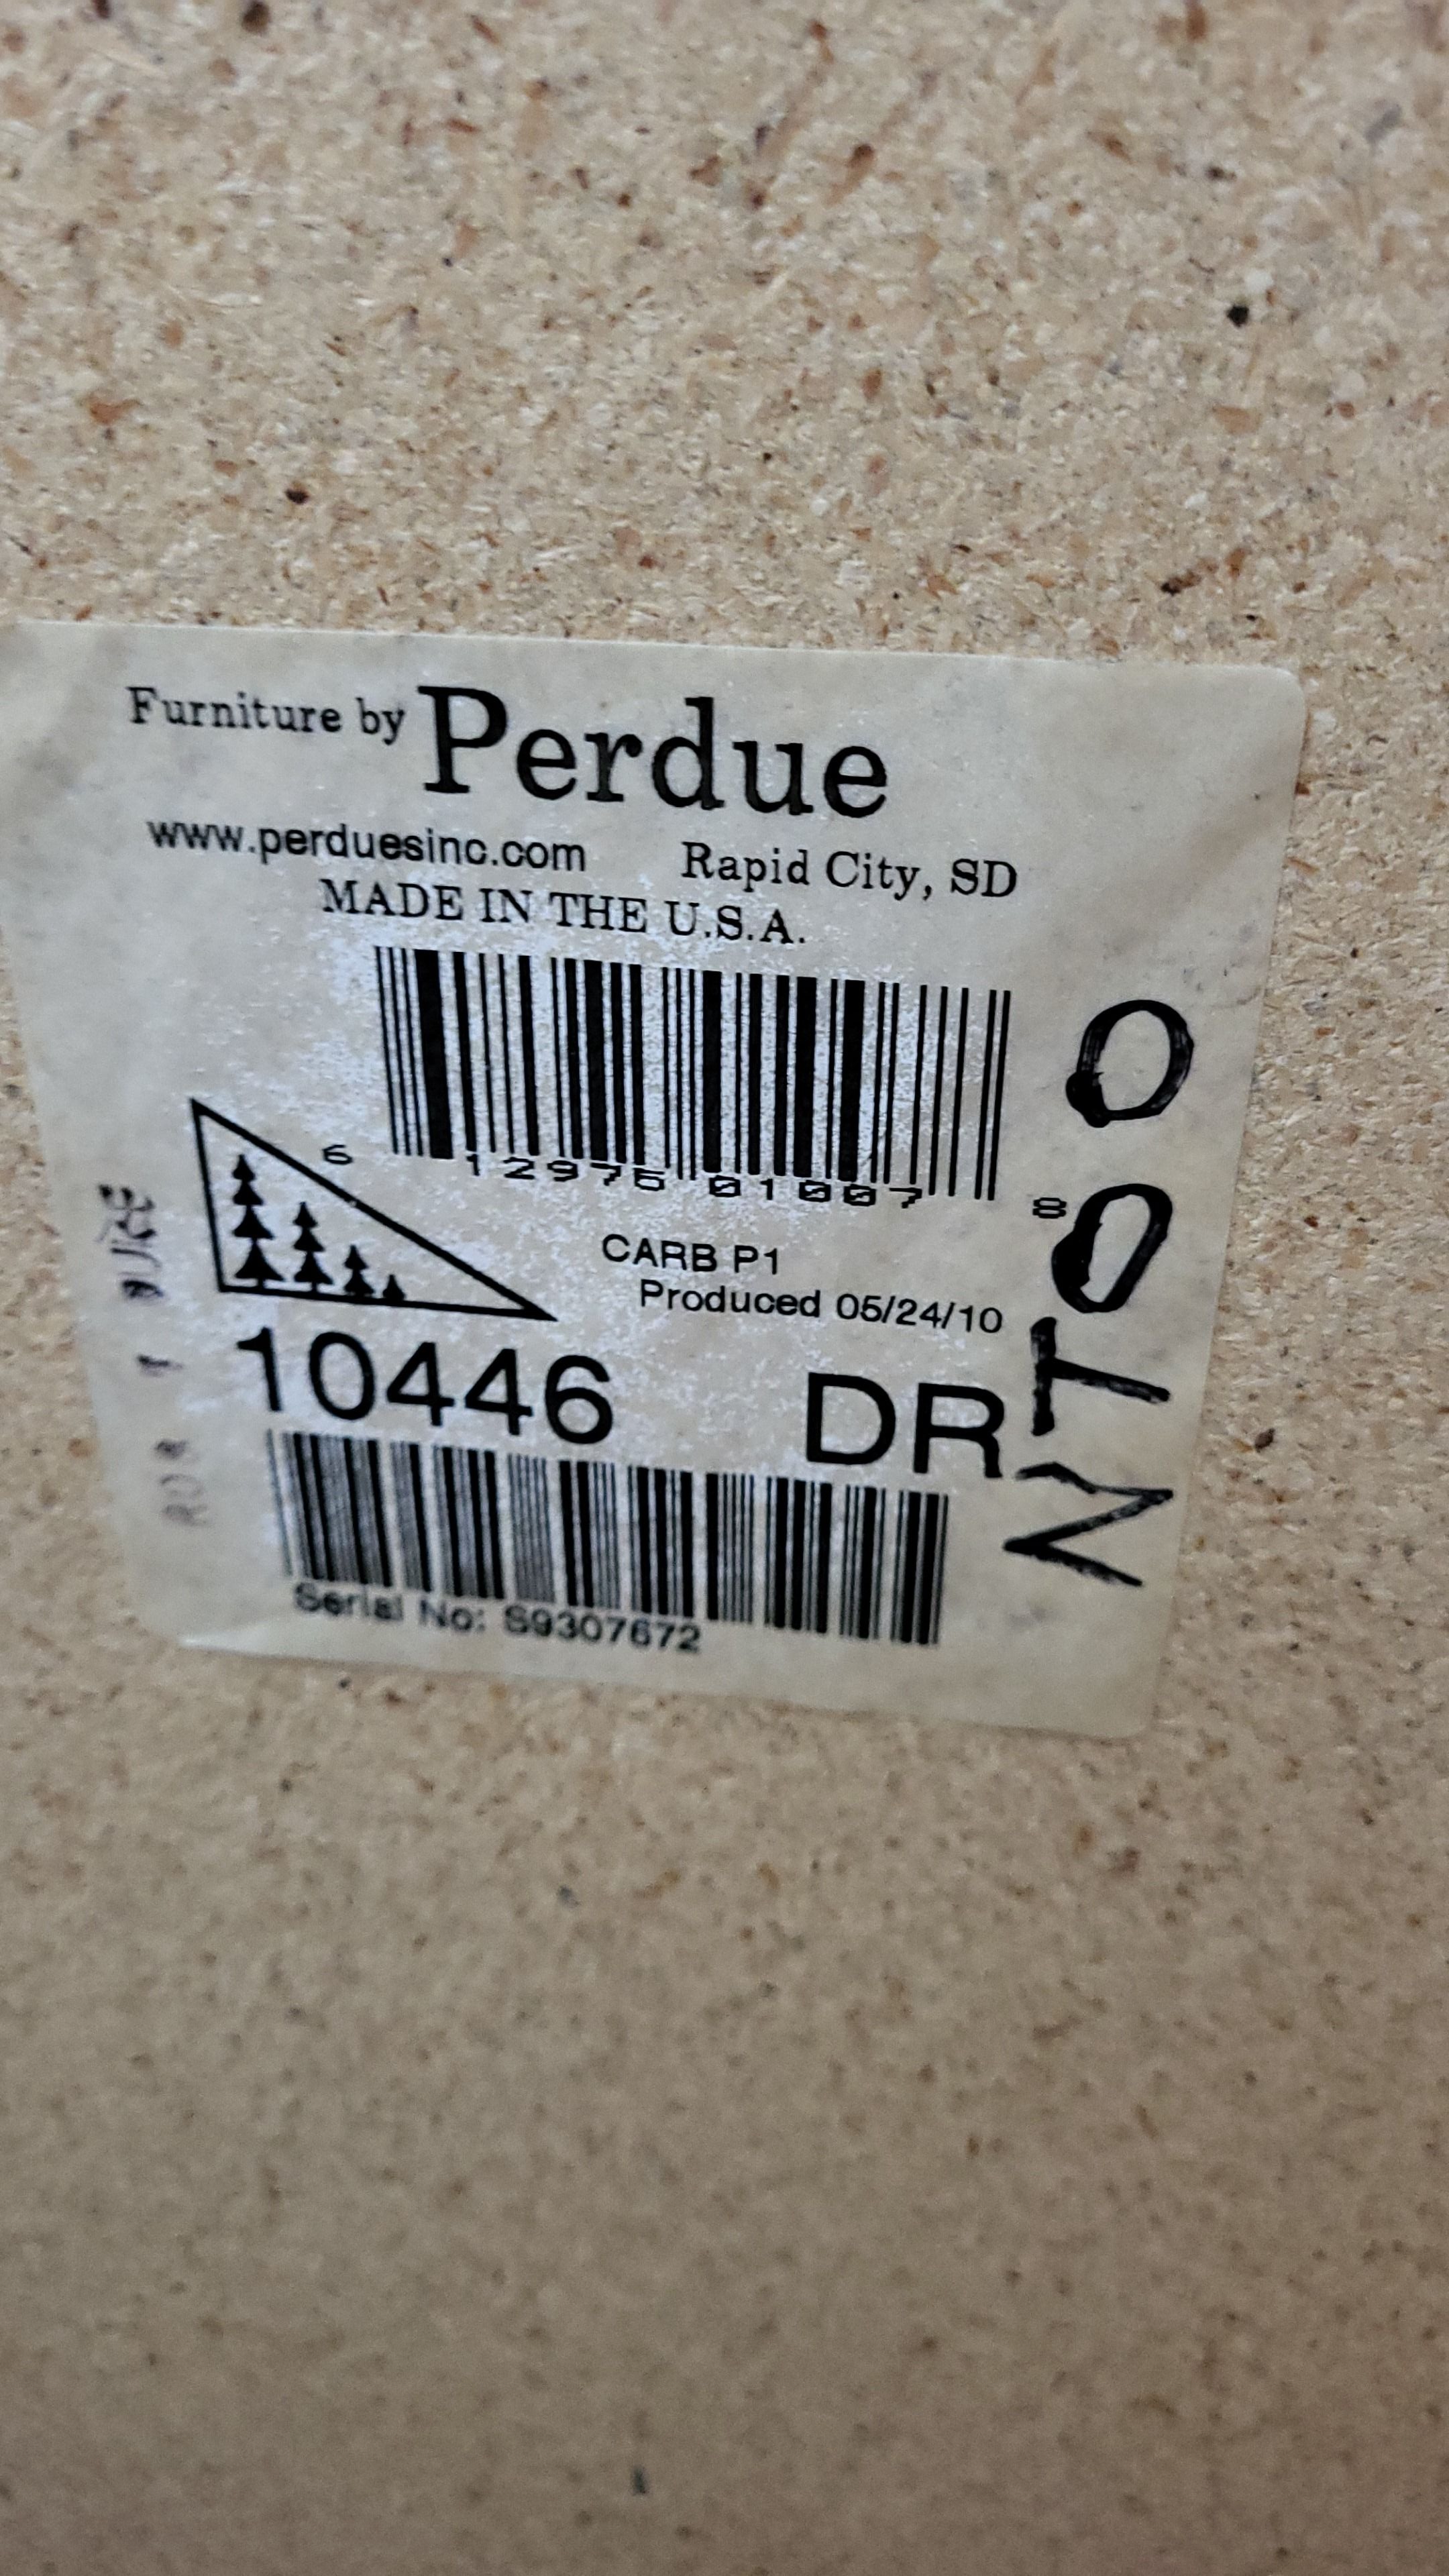 Furniture by Perdue
www.perduesinc.com Rapid City, SD
MADE IN THE U.S.A.
6 12975 01007 8
CARB P1
Produced 05/24/10
10446 DR
Serial No: S9307672